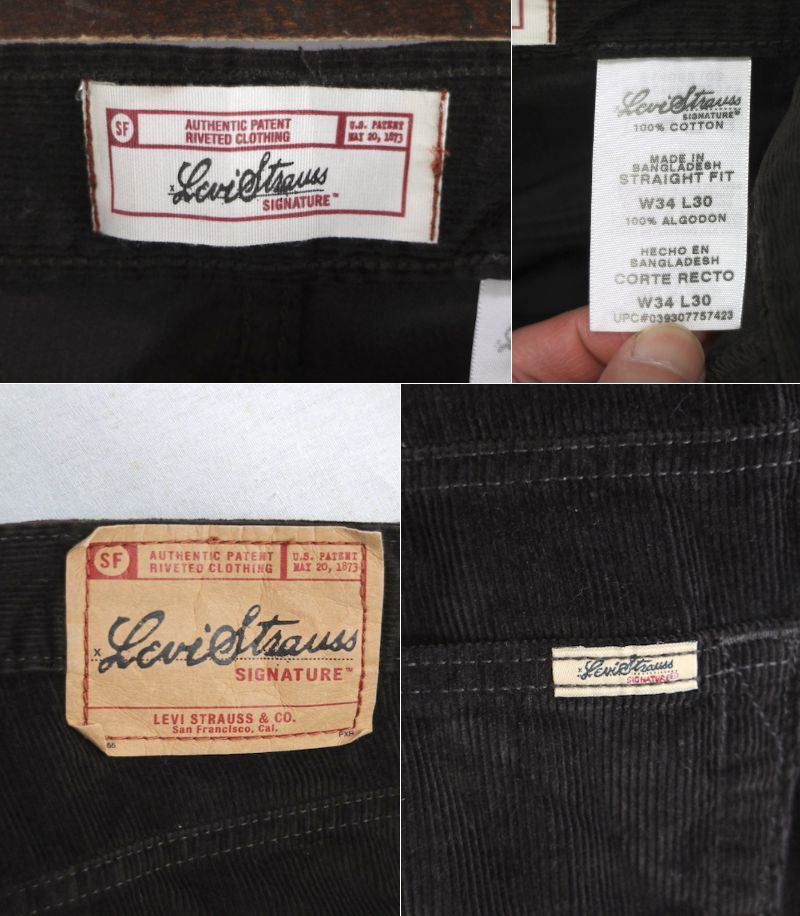 SF
AUTHENTIC PATENT
RIVETED CLOTHING
U.S. PATENT
MAY 20, 1873
x Levi Strauss
SIGNATURE™
Levi Strauss
SIGNATURE™
100% COTTON
MADE IN
BANGLADESH
STRAIGHT FIT
W34 L30
100% ALGODON
HECHO EN
BANGLADESH
CORTE RECTO
W34 L30
UPC#039307757423
SF
AUTHENTIC PATENT
RIVETED CLOTHING
U.S. PATENT
MAY 20, 1873
x Levi Strauss
SIGNATURE™
LEVI STRAUSS & CO.
San Francisco, Cal.
PXH
x Levi Strauss
SIGNATURE